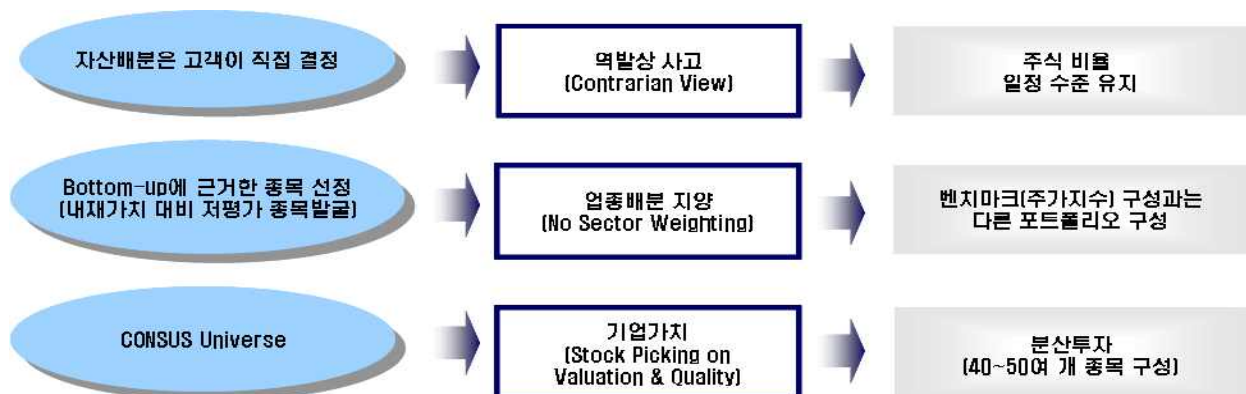 자산배분은 고객이 직접 결정
역발상 사고
(Contrarian View)
주식 비율
일정 수준 유지
Bottom-up에 근거한 종목 선정
(내재가치 대비 저평가 종목발굴)
업종배분 지양
(No Sector Weighting)
벤치마크(주가지수) 구성과는
다른 포트폴리오 구성
CONSUS Universe
기업가치
(Stock Picking on
Valuation & Quality)
분산투자
(40~50여 개 종목 구성)